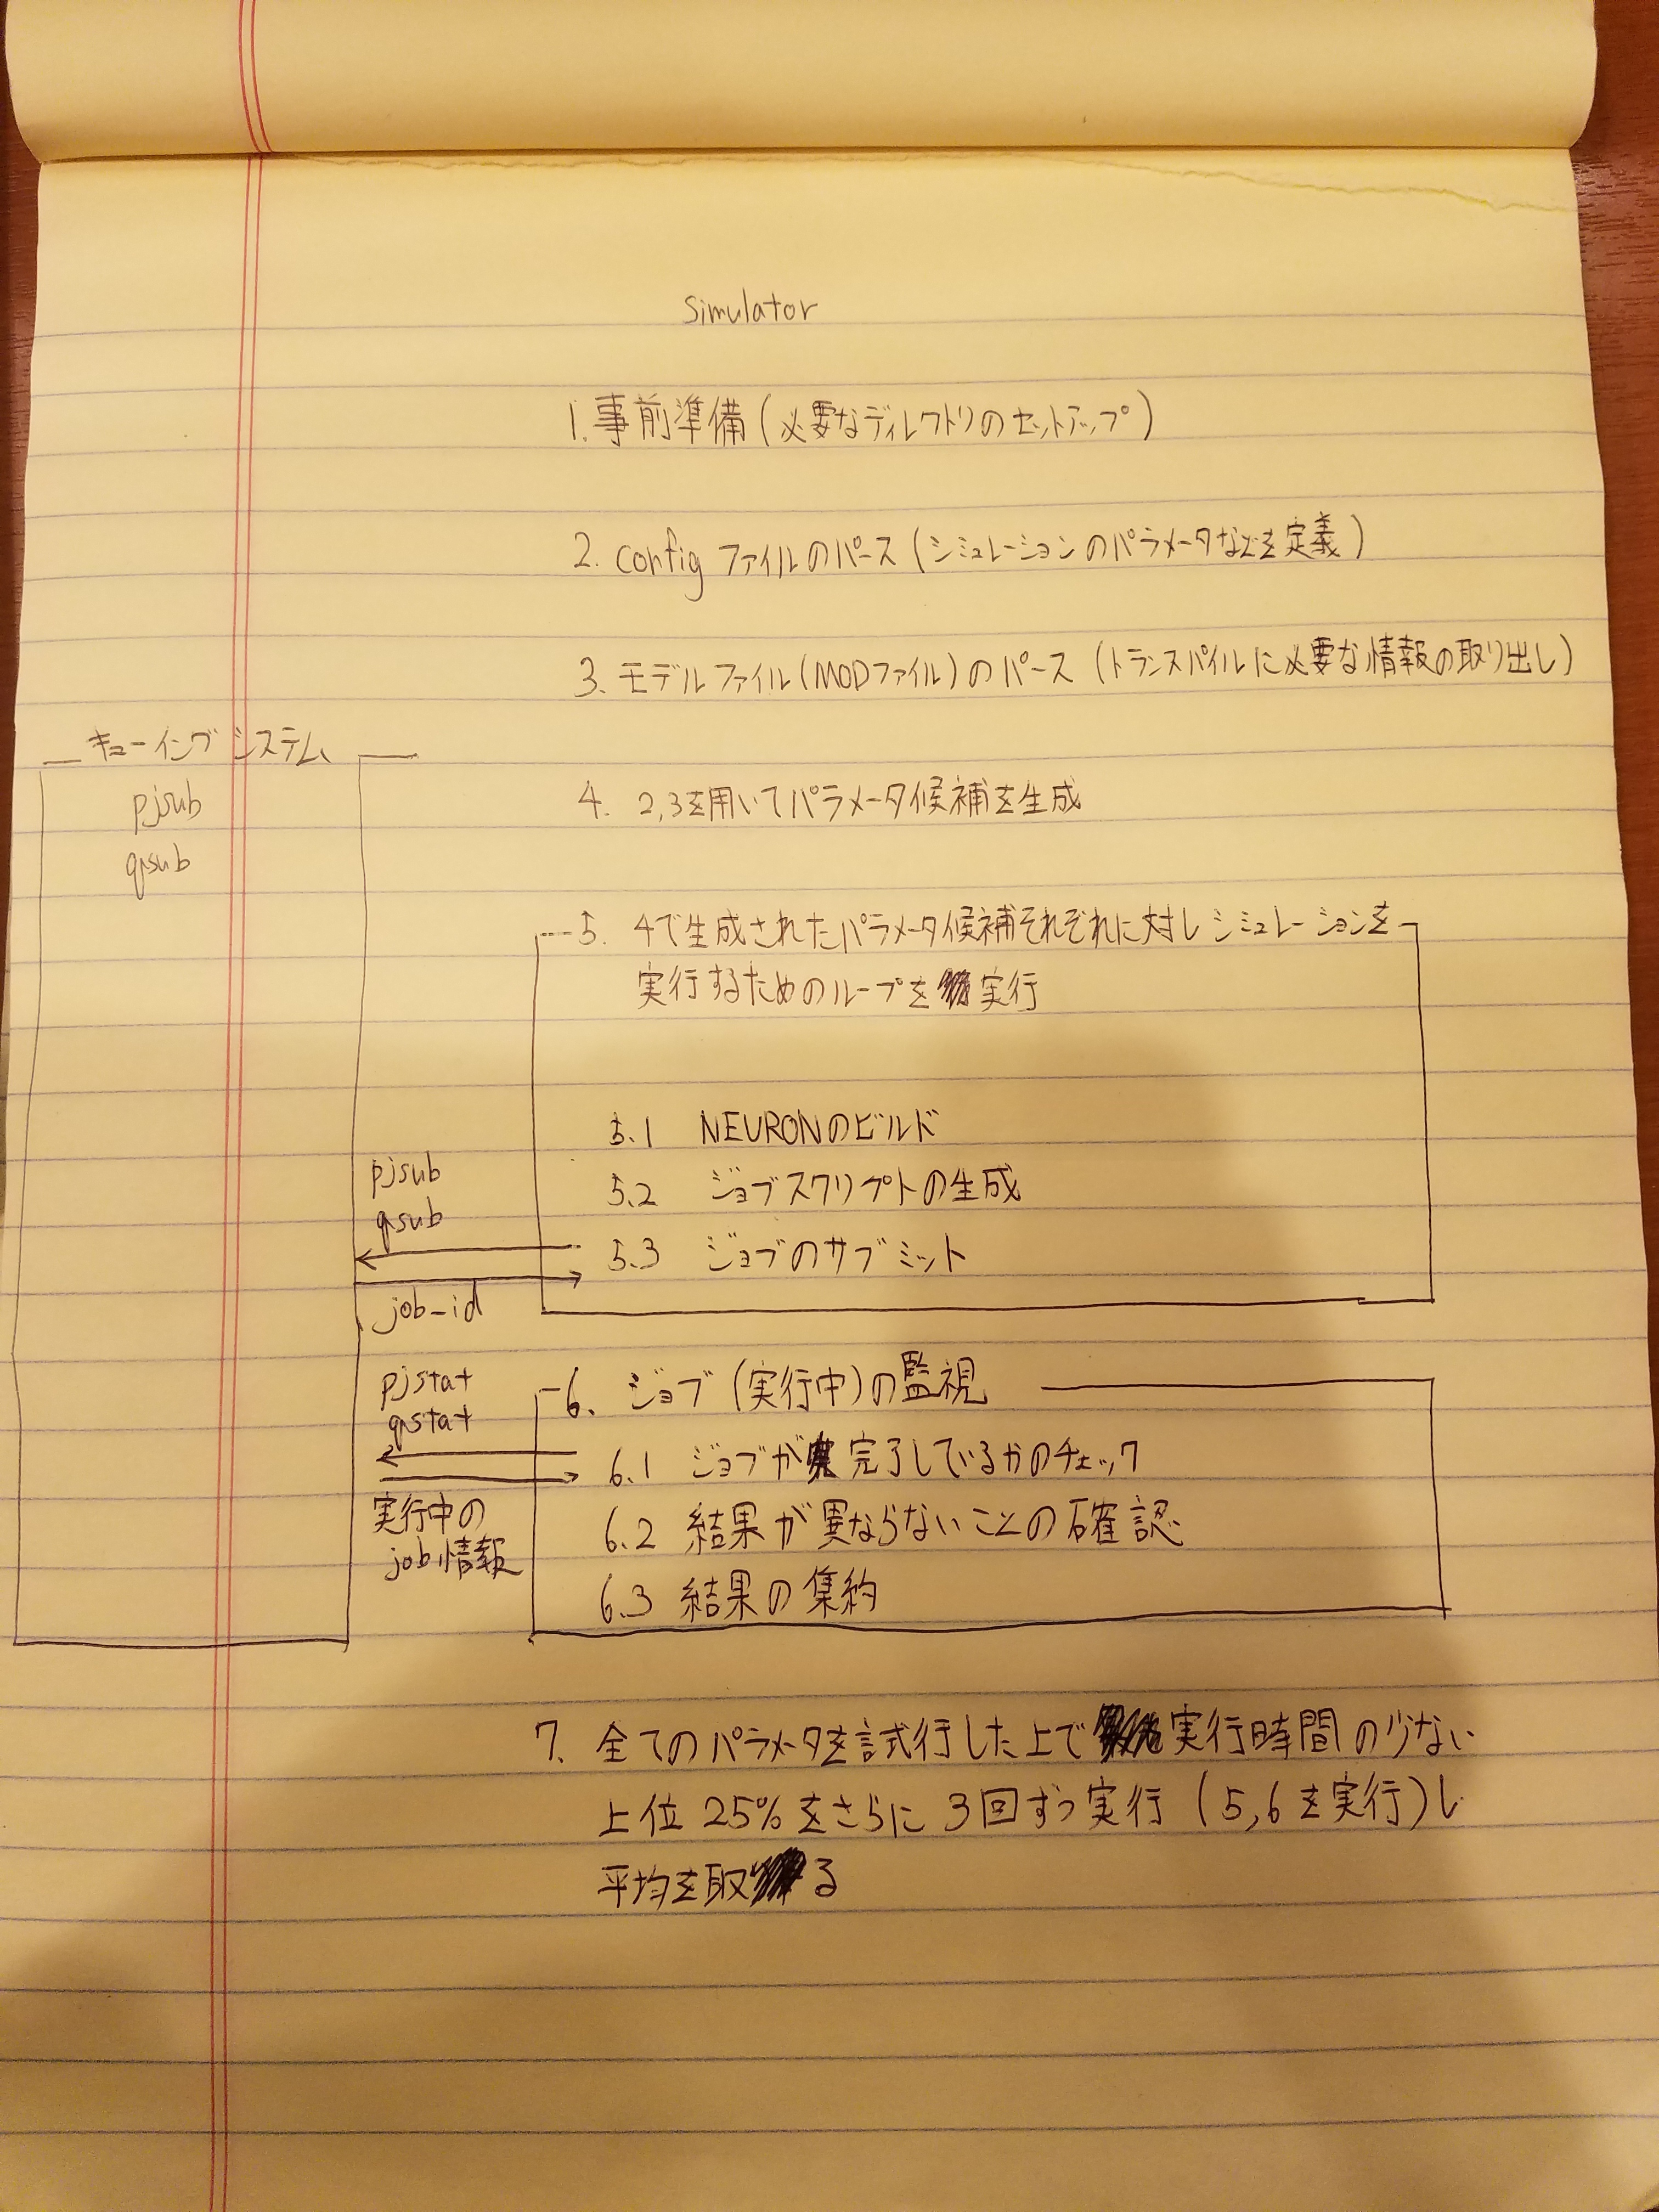 simulator
1. 事前準備 (必要なディレクトリのセットアップ)
2. config ファイルのパース (シミュレーションのパラメータなどを定義)
3. モデルファイル(MODファイル)のパース (トランスパイルに必要な情報の取り出し)
キューイングシステム
pjsub
qsub
4. 2,3を用いてパラメータ候補を生成
5. 4で生成されたパラメータ候補それぞれに対しシミュレーションを
実行するためのループを実行
5.1 NEURONのビルド
5.2 ジョブスクリプトの生成
5.3 ジョブのサブミット
pjsub
qsub
job-id
6. ジョブ (実行中)の監視
6.1 ジョブが完了しているかのチェック
6.2 結果が異ならないことの確認
6.3 結果の集約
pjstat
qstat
実行中の
job情報
7. 全てのパラメータを試行した上で実行時間の少ない
上位 25% をさらに 3回ずつ実行 (5,6を実行)し
平均を取る